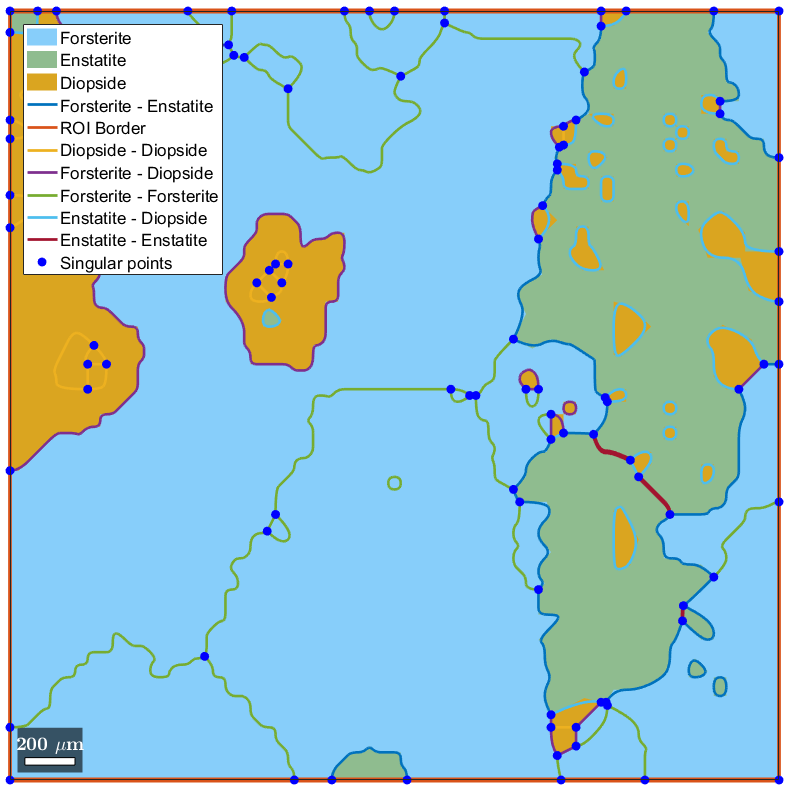 Forsterite
Enstatite
Diopside
Forsterite - Enstatite
ROI Border
Diopside - Diopside
Forsterite - Diopside
Forsterite - Forsterite
Enstatite - Diopside
Enstatite - Enstatite
Singular points
200 μm